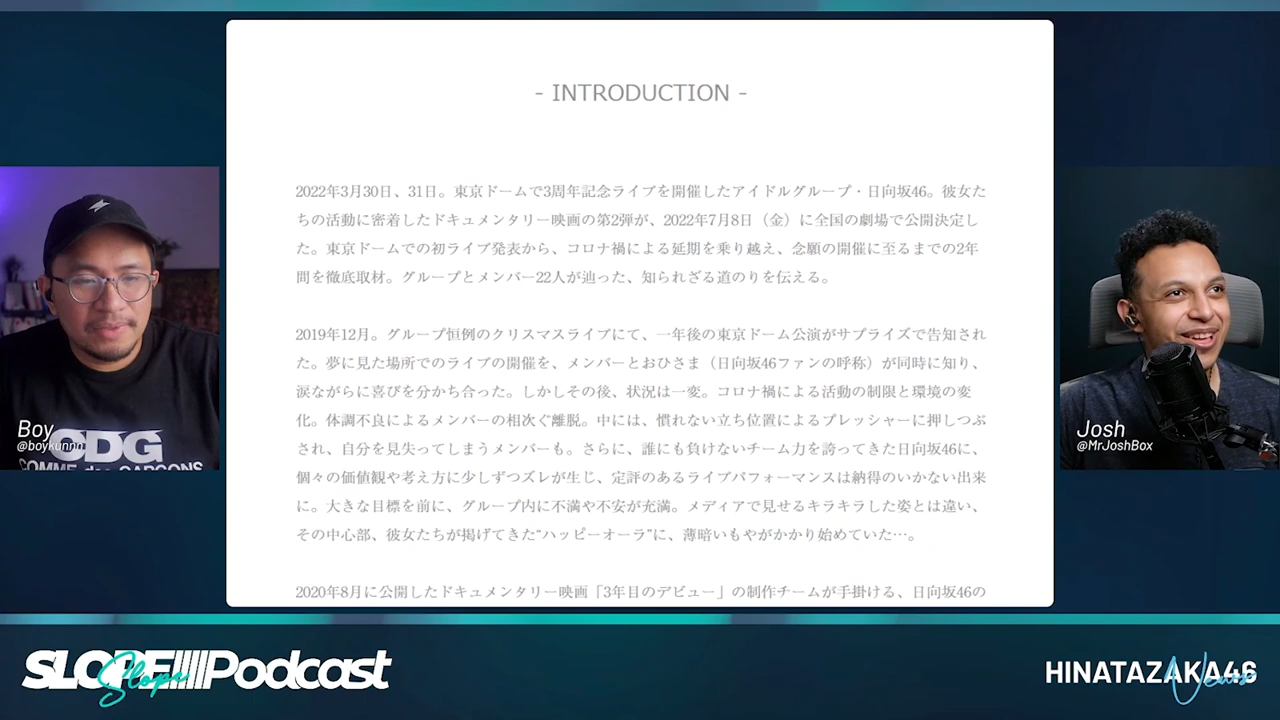 - INTRODUCTION -
2022年3月30日、31日。東京ドームで3周年記念ライブを開催したアイドルグループ・日向坂46。彼女た
ちの活動に密着したドキュメンタリー映画の第2弾が、2022年7月8日（金）に全国の劇場で公開決定し
た。東京ドームでの初ライブ発表から、コロナ禍による延期を乗り越え、念願の開催に至るまでの2年
間を徹底取材。グループとメンバー22人が辿った、知られざる道のりを伝える。
2019年12月。グループ恒例のクリスマスライブにて、一年後の東京ドーム公演がサプライズで告知され
た。夢に見た場所でのライブの開催を、メンバーとおひさま（日向坂46ファンの呼称）が同時に知り、
涙ながらに喜びを分かち合った。しかしその後、状況は一変。コロナ禍による活動の制限と環境の変
化。体調不良によるメンバーの相次ぐ離脱。中には、慣れない立ち位置によるプレッシャーに押しつぶ
され、自分を見失ってしまうメンバーも。さらに、誰にも負けないチーム力を誇ってきた日向坂46に、
個々の価値観や考え方に少しずつズレが生じ、定評のあるライブパフォーマンスは納得のいかない出来
に。大きな目標を前に、グループ内に不満や不安が充満。メディアで見せるキラキラした姿とは違い、
その中心部、彼女たちが掲げてきた“ハッピーオーラ”に、薄暗いもやがかかり始めていた…。
2020年8月に公開したドキュメンタリー映画「3年目のデビュー」の制作チームが手掛ける、日向坂46の
Boy
@boykunno
CDG
COMME des GARCONS
Josh
@MrJoshBox
SLOPE Podcast
Slope
HINATAZAKA46
News